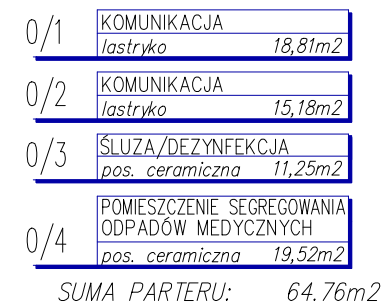 0/1 KOMUNIKACJA
lastryko 18,81m2
0/2 KOMUNIKACJA
lastryko 15,18m2
0/3 ŚLUZA/DEZYNFEKCJA
pos. ceramiczna 11,25m2
0/4 POMIESZCZENIE SEGREGOWANIA
ODPADÓW MEDYCZNYCH
pos. ceramiczna 19,52m2
SUMA PARTERU: 64.76m2